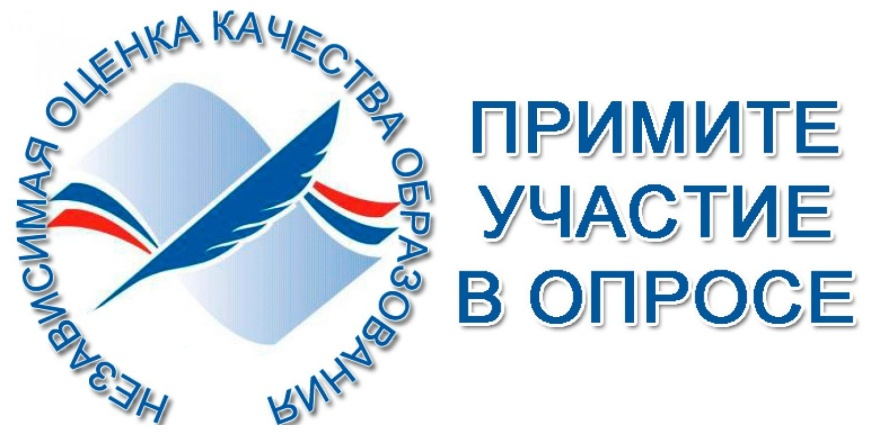 НЕЗАВИСИМАЯ ОЦЕНКА КАЧЕСТВА ОБРАЗОВАНИЯ
ПРИМИТЕ
УЧАСТИЕ
В ОПРОСЕ